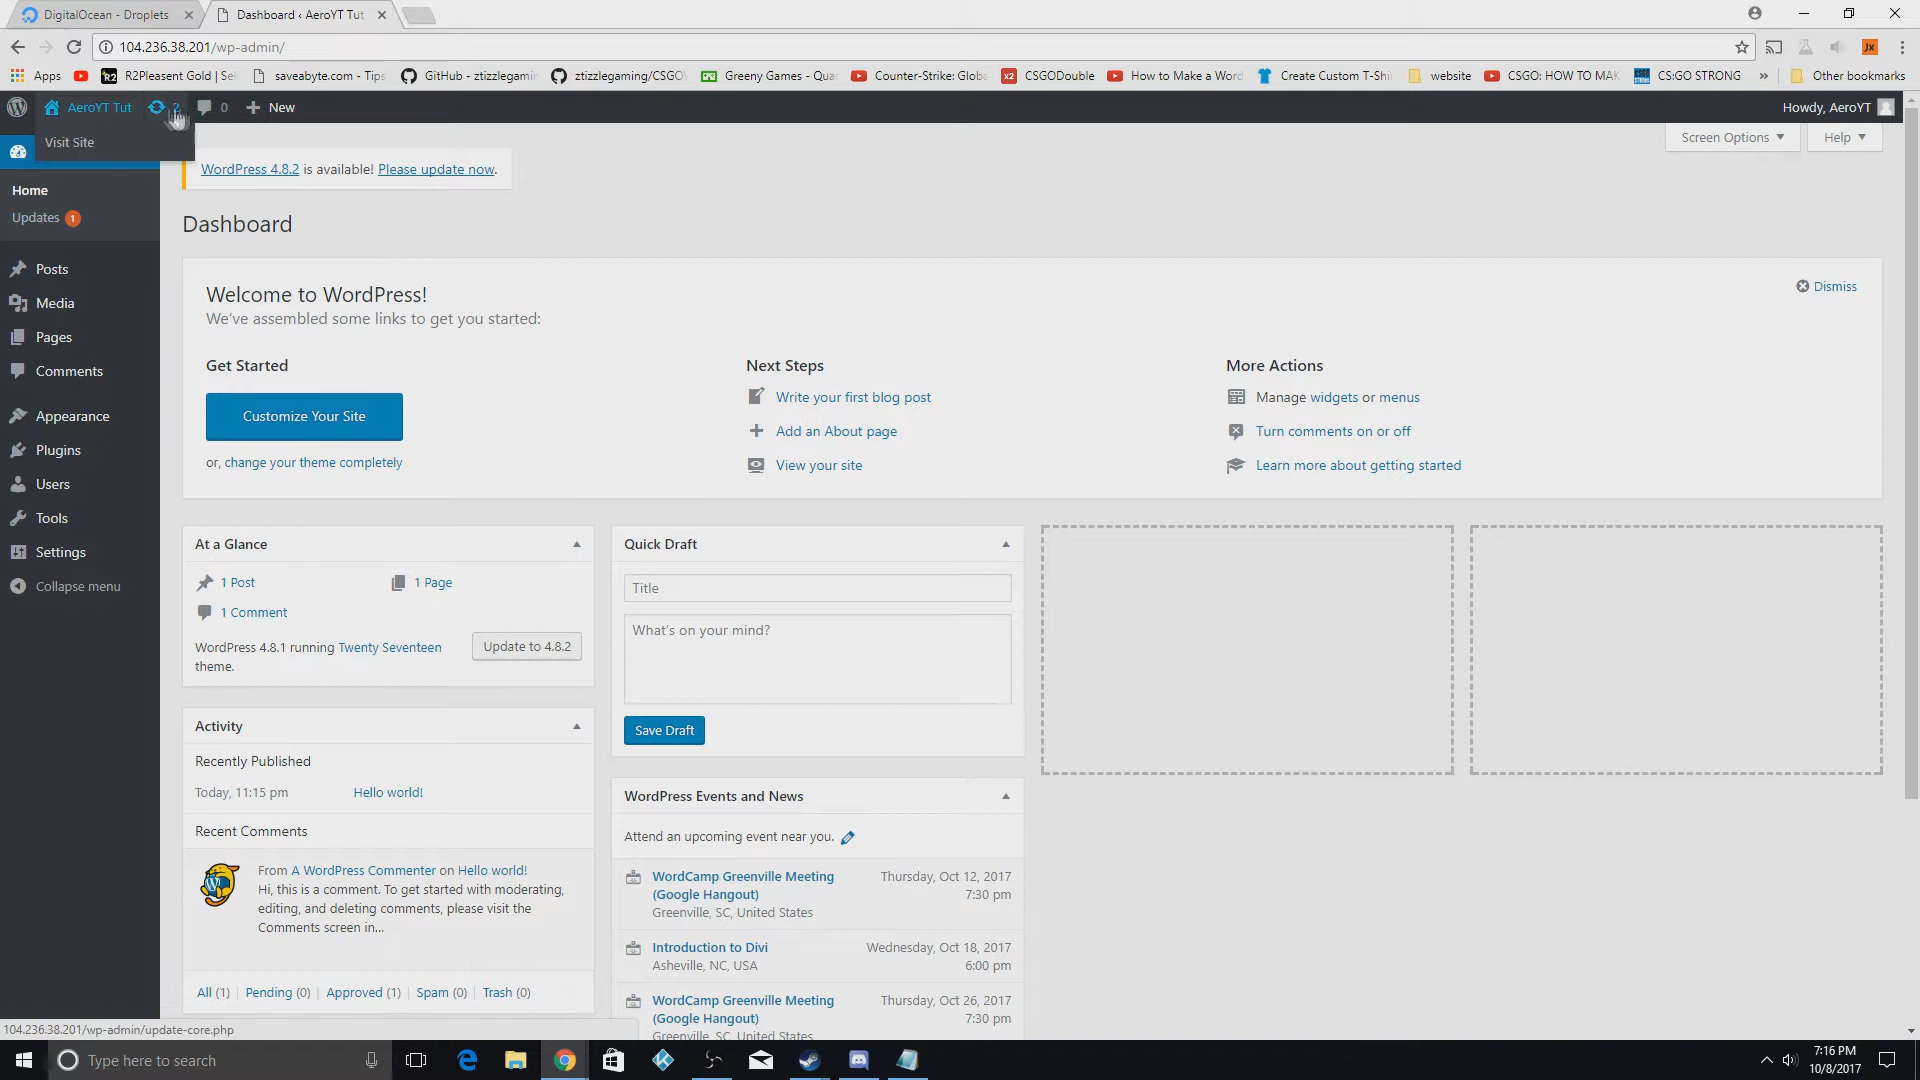 DigitalOcean - Droplets
Dashboard ‹ AeroYT Tut
104.236.38.201/wp-admin/
Apps
R2Pleasent Gold | Sel
saveabyte.com - Tips
GitHub - ztizzlegamin
ztizzlegaming/CSGO
Greeny Games - Qua
Counter-Strike: Globa
x2
CSGODouble
How to Make a Word
Create Custom T-Shi
website
CSGO: HOW TO MAK
CS:GO STRONG
»
Other bookmarks
AeroYT Tut
2
0
New
Howdy, AeroYT
Visit Site
Screen Options
Help
WordPress 4.8.2 is available! Please update now.
Home
Updates 1
Posts
Media
Pages
Comments
Appearance
Plugins
Users
Tools
Settings
Collapse menu
Dashboard
Welcome to WordPress!
We've assembled some links to get you started:
Dismiss
Get Started
Customize Your Site
or, change your theme completely
Next Steps
Write your first blog post
Add an About page
View your site
More Actions
Manage widgets or menus
Turn comments on or off
Learn more about getting started
At a Glance
1 Post
1 Page
1 Comment
WordPress 4.8.1 running Twenty Seventeen
theme.
Update to 4.8.2
Activity
Recently Published
Today, 11:15 pm
Hello world!
Recent Comments
From A WordPress Commenter on Hello world!
Hi, this is a comment. To get started with moderating,
editing, and deleting comments, please visit the
Comments screen in...
All (1) | Pending (0) | Approved (1) | Spam (0) | Trash (0)
Quick Draft
Title
What's on your mind?
Save Draft
WordPress Events and News
Attend an upcoming event near you.
WordCamp Greenville Meeting
(Google Hangout)
Greenville, SC, United States
Thursday, Oct 12, 2017
7:30 pm
Introduction to Divi
Asheville, NC, USA
Wednesday, Oct 18, 2017
6:00 pm
WordCamp Greenville Meeting
(Google Hangout)
Greenville, SC, United States
Thursday, Oct 26, 2017
7:30 pm
104.236.38.201/wp-admin/update-core.php
Type here to search
7:16 PM
10/8/2017